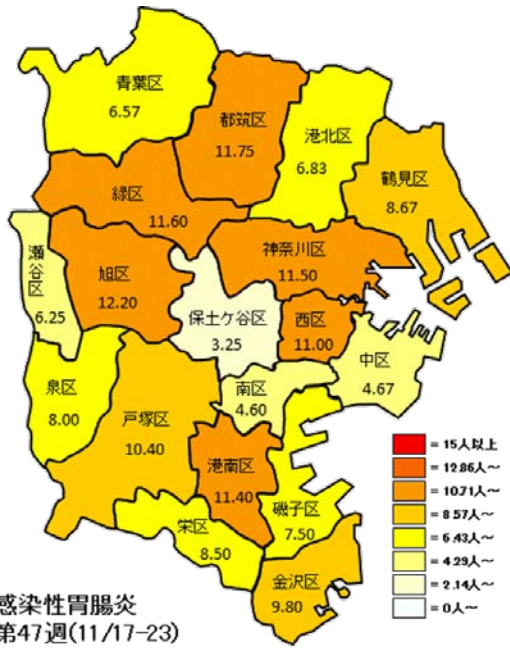 青葉区
6.57
都筑区
11.75
港北区
6.83
鶴見区
8.67
緑区
11.60
神奈川区
11.50
瀬谷区
6.25
旭区
12.20
保土ケ谷区
3.25
西区
11.00
中区
4.67
泉区
8.00
戸塚区
10.40
南区
4.60
港南区
11.40
磯子区
7.50
栄区
8.50
金沢区
9.80
= 15人以上
= 12.86人～
= 10.71人～
= 8.57人～
= 6.43人～
= 4.29人～
= 2.14人～
= 0人～
感染性胃腸炎
第47週(11/17-23)